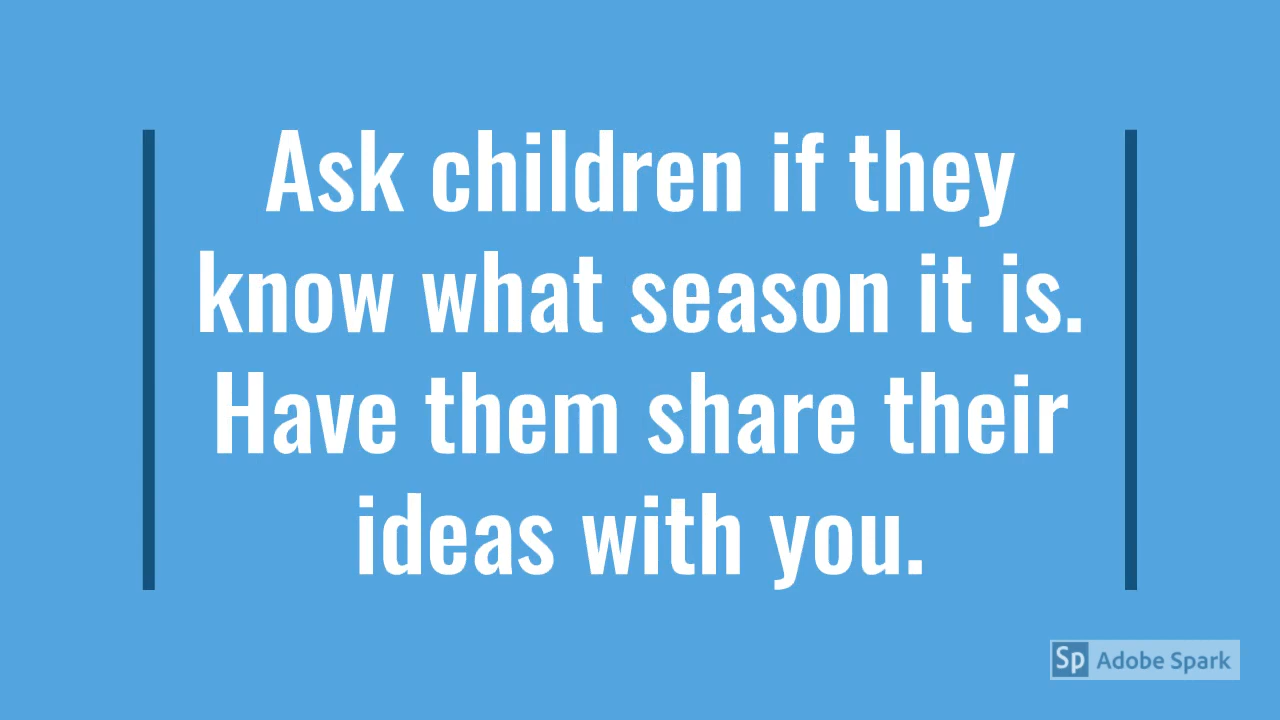 Ask children if they
know what season it is.
Have them share their
ideas with you.
Sp Adobe Spark